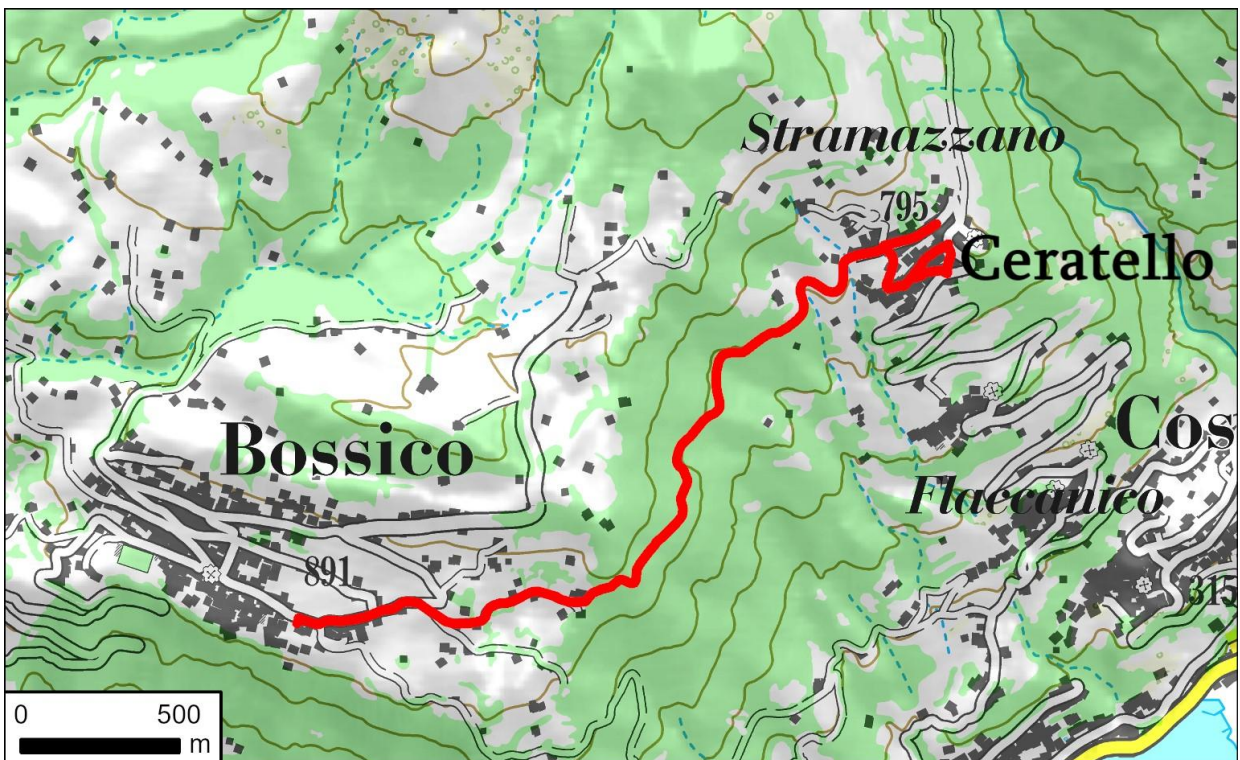 Stramazzano
795
Ceratello
Cos
Bossico
Flaccanico
891
315
0 500
m